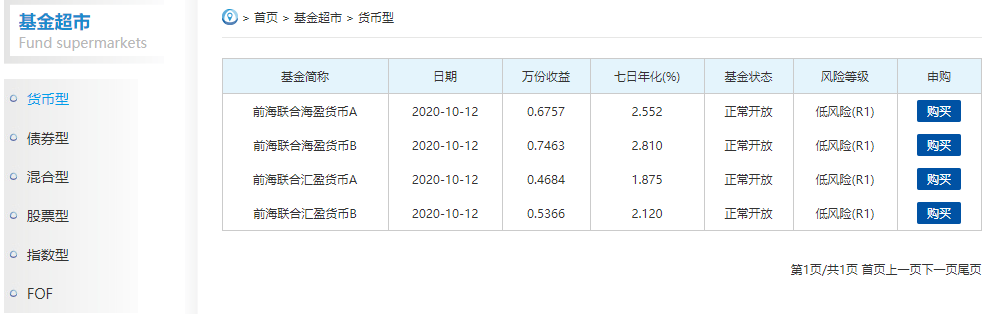 基金超市
Fund supermarkets
货币型
债券型
混合型
股票型
指数型
FOF
> 首页 > 基金超市 > 货币型
基金简称 日期 万份收益 七日年化(%) 基金状态 风险等级 申购
前海联合海盈货币A 2020-10-12 0.6757 2.552 正常开放 低风险(R1) 购买
前海联合海盈货币B 2020-10-12 0.7463 2.810 正常开放 低风险(R1) 购买
前海联合汇盈货币A 2020-10-12 0.4684 1.875 正常开放 低风险(R1) 购买
前海联合汇盈货币B 2020-10-12 0.5366 2.120 正常开放 低风险(R1) 购买
第1页/共1页 首页上一页下一页尾页